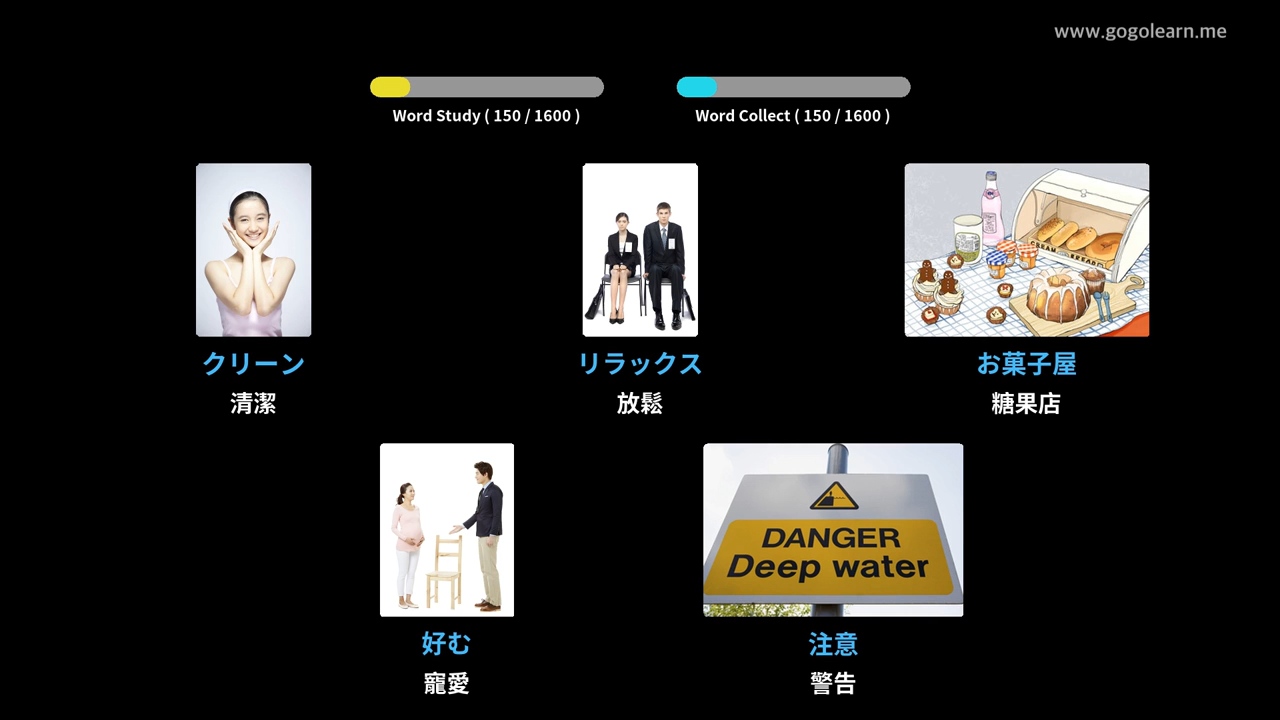 www.gogolearn.me
Word Study ( 150 / 1600 )
Word Collect ( 150 / 1600 )
クリーン
清潔
リラックス
放鬆
CREAM BREAD
お菓子屋
糖果店
好む
寵愛
DANGER
Deep water
注意
警告